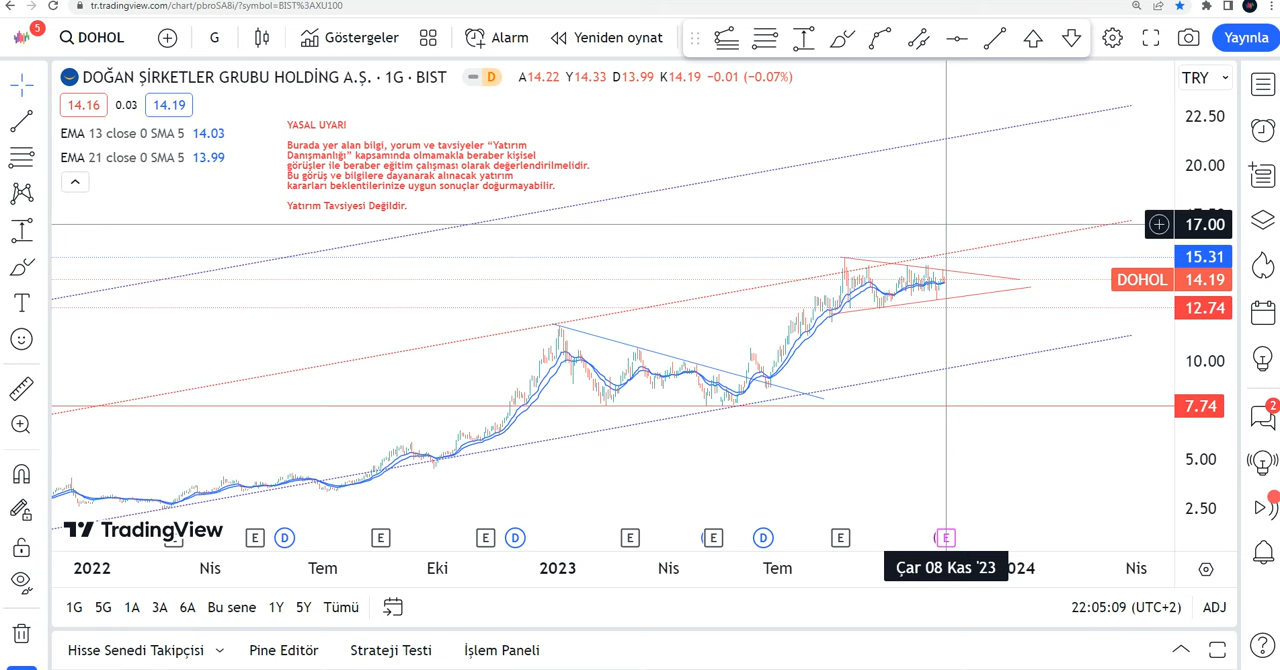 tr.tradingview.com/chart/pbroSA8i/?symbol=BIST%3AXU100
5
DOHOL
G
Göstergeler
Alarm
Yeniden oynat
Yayınla
DOĞAN ŞİRKETLER GRUBU HOLDİNG A.Ş. · 1G · BIST
D
A14.22 Y14.33 D13.99 K14.19 −0.01 (−0.07%)
TRY
14.16 0.03 14.19
EMA 13 close 0 SMA 5 14.03
EMA 21 close 0 SMA 5 13.99
YASAL UYARI
Burada yer alan bilgi, yorum ve tavsiyeler “Yatırım
Danışmanlığı” kapsamında olmamakla beraber kişisel
görüşler ile beraber eğitim çalışması olarak değerlendirilmelidir.
Bu görüş ve bilgilere dayanarak alınacak yatırım
kararları beklentilerinize uygun sonuçlar doğurmayabilir.
Yatırım Tavsiyesi Değildir.
22.50
20.00
17.00
15.31
DOHOL 14.19
12.74
10.00
7.74
2
5.00
2.50
TradingView
E D E E D E E D E E
2022 Nis Tem Eki 2023 Nis Tem Çar 08 Kas '23 024 Nis
1G 5G 1A 3A 6A Bu sene 1Y 5Y Tümü
22:05:09 (UTC+2) ADJ
Hisse Senedi Takipçisi Pine Editör Strateji Testi İşlem Paneli